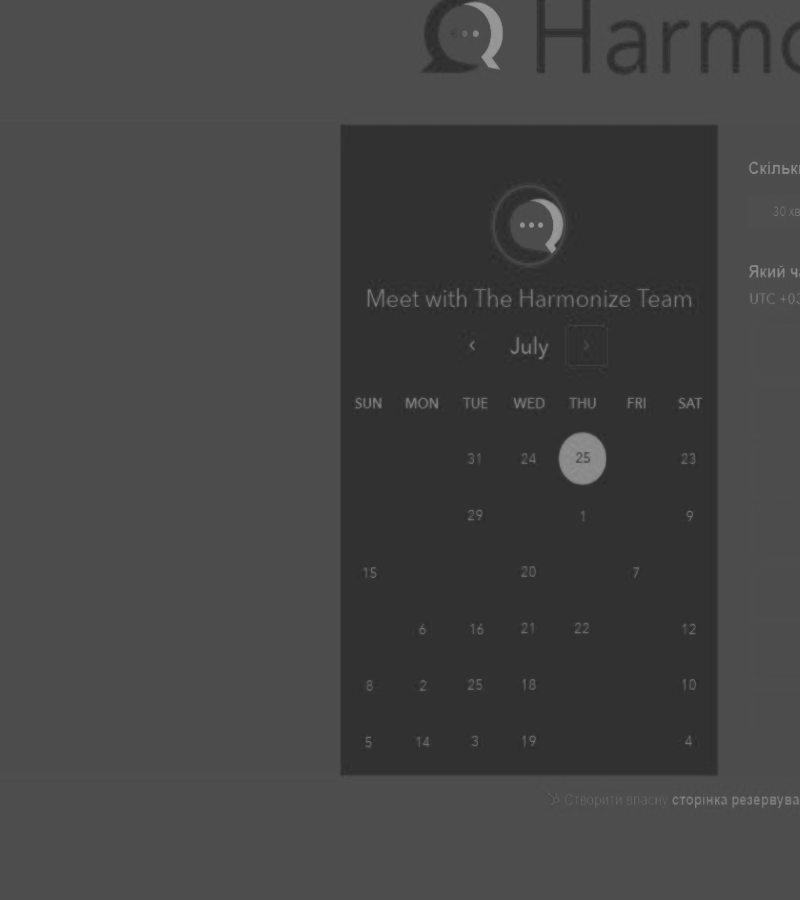 Harmo
Скільк
30 хв
Meet with The Harmonize Team
Який ча
UTC +03
‹ July ›
SUN MON TUE WED THU FRI SAT
31 24 25 23
29 1 9
15 20 7
6 16 21 22 12
8 2 25 18 10
5 14 3 19 4
Створити власну сторінка резервува